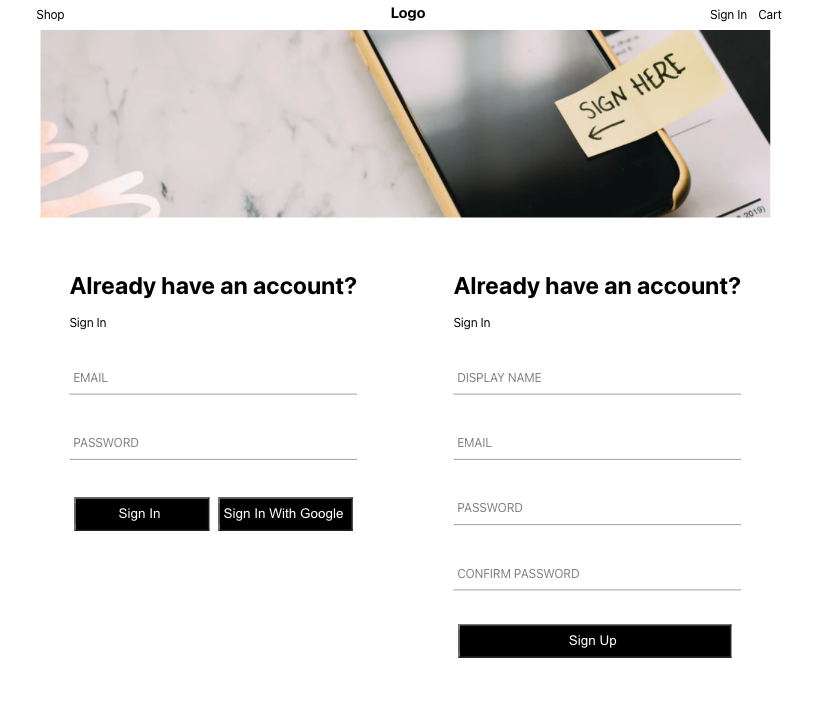 Shop
Logo
Sign In
Cart
SIGN HERE
2019)
Already have an account?
Sign In
EMAIL
PASSWORD
Sign In
Sign In With Google
Already have an account?
Sign In
DISPLAY NAME
EMAIL
PASSWORD
CONFIRM PASSWORD
Sign Up